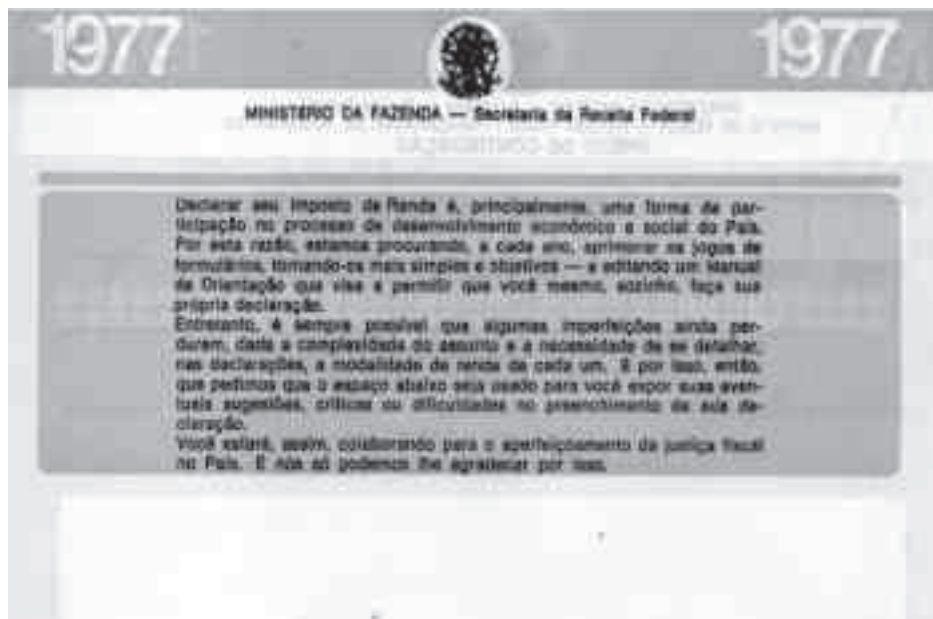 1977 1977
MINISTÉRIO DA FAZENDA — Secretaria da Receita Federal
Declarar seu Imposto de Renda é, principalmente, uma forma de par-
ticipação no processo de desenvolvimento econômico e social do País.
Por esta razão, estamos procurando, a cada ano, aprimorar os jogos de
formulários, tornando-os mais simples e objetivos — e editando um Manual
de Orientação que visa a permitir que você mesmo, sozinho, faça sua
própria declaração.
Entretanto, é sempre possível que algumas imperfeições ainda per-
durem, dada a complexidade do assunto e a necessidade de se detalhar,
nas declarações, a modalidade de renda de cada um. É por isso, então,
que pedimos que o espaço abaixo seja usado para você expor suas even-
tuais sugestões, críticas ou dificuldades no preenchimento da sua de-
claração.
Você estará, assim, colaborando para o aperfeiçoamento da justiça fiscal
no País. E nós só podemos lhe agradecer por isso.